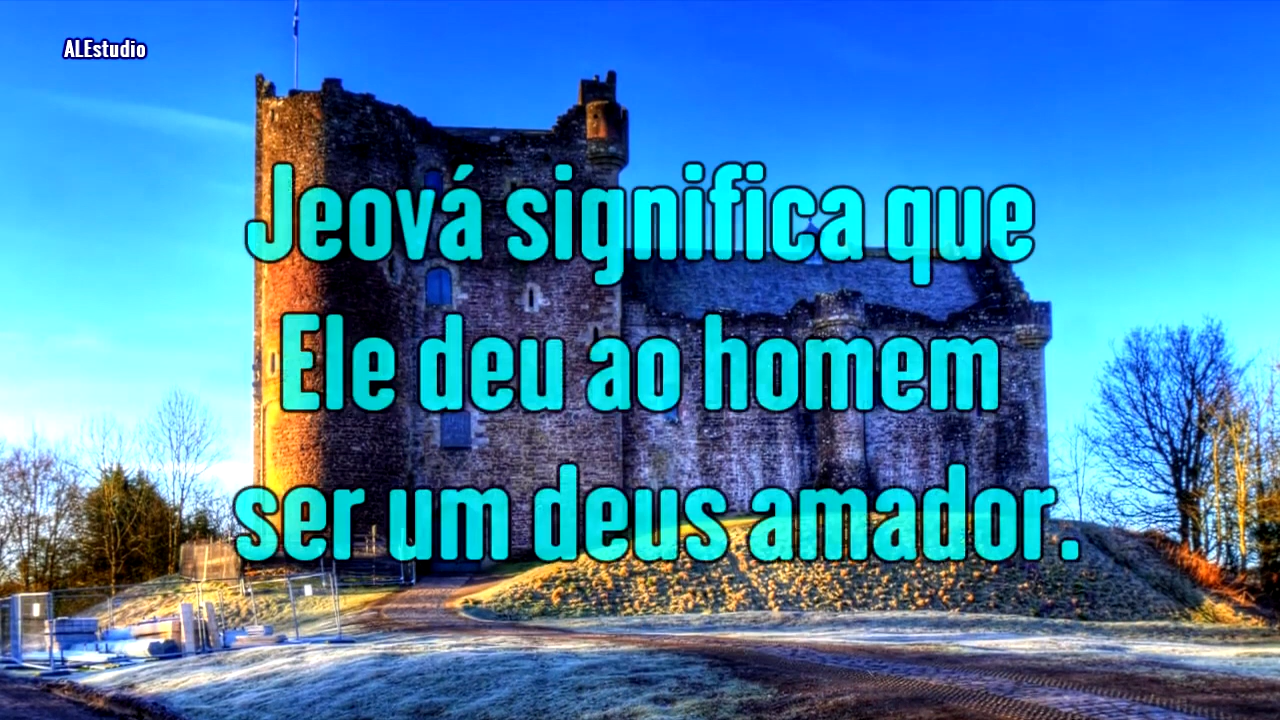 ALEstudio
Jeová significa que
Ele deu ao homem
ser um deus amador.